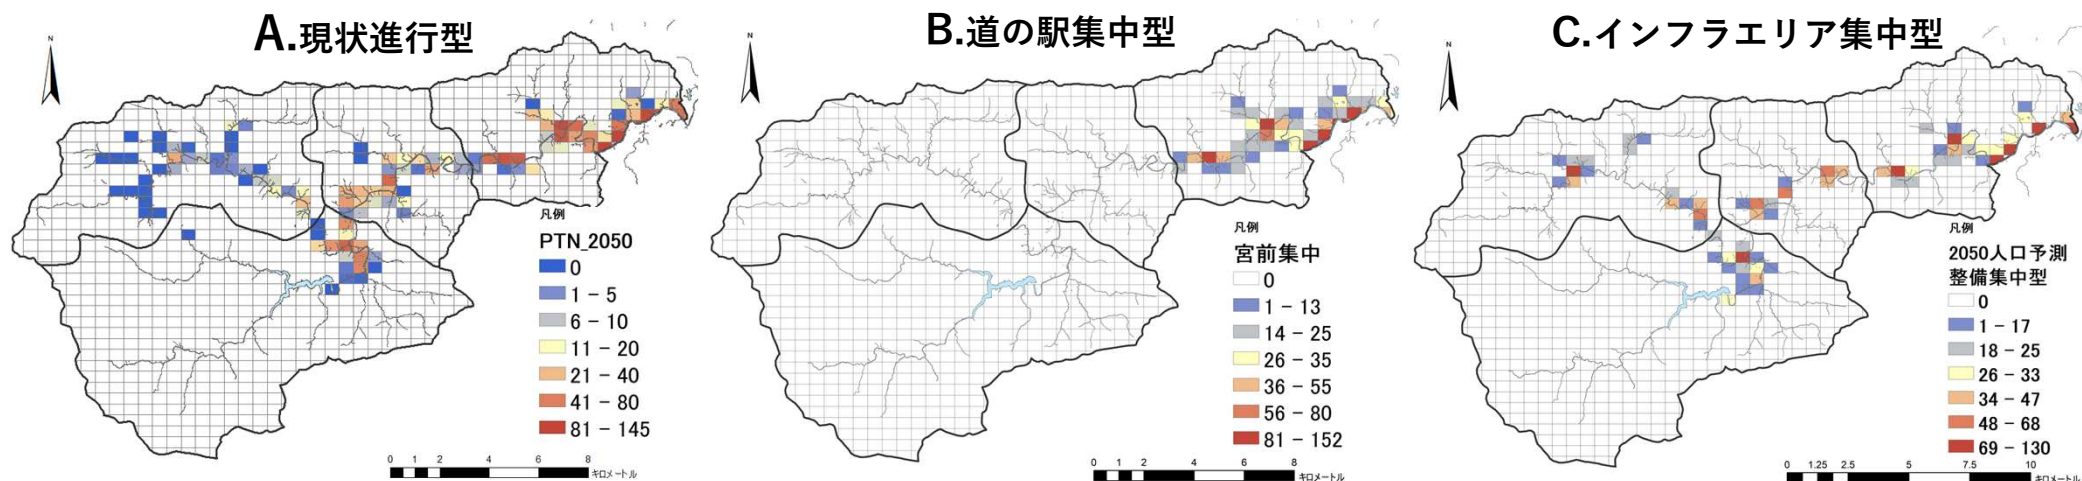 A.現状進行型
N
凡例
PTN_2050
0
1 - 5
6 - 10
11 - 20
21 - 40
41 - 80
81 - 145
0 1 2 4 6 8
キロメートル
B.道の駅集中型
N
凡例
宮前集中
0
1 - 13
14 - 25
26 - 35
36 - 55
56 - 80
81 - 152
0 1 2 4 6 8
キロメートル
C.インフラエリア集中型
N
凡例
2050人口予測
整備集中型
0
1 - 17
18 - 25
26 - 33
34 - 47
48 - 68
69 - 130
0 1.25 2.5 5 7.5 10
キロメートル